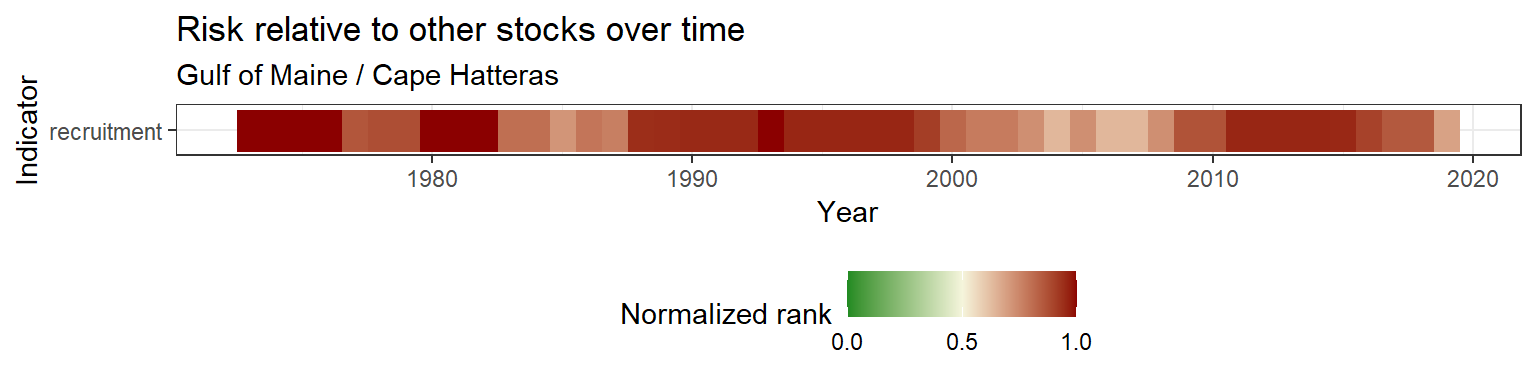 Risk relative to other stocks over time
Gulf of Maine / Cape Hatteras
Indicator
recruitment
1980 1990 2000 2010 2020
Year
Normalized rank
0.0 0.5 1.0